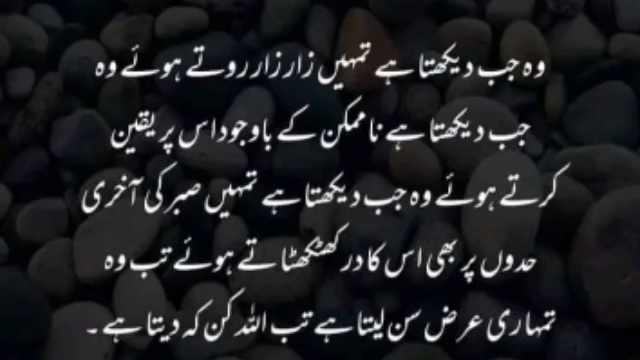 وہ جب دیکھتا ہے تمہیں زار زار روتے ہوئے وہ
جب دیکھتا ہے ناممکن کے باوجود اس پر یقین
کرتے ہوئے وہ جب دیکھتا ہے تمہیں صبر کی آخری
حدوں پر بھی اس کا در کھٹکھٹاتے ہوئے تب وہ
تمہاری عرض سن لیتا ہے تب اللہ کن کہ دیتا ہے ۔